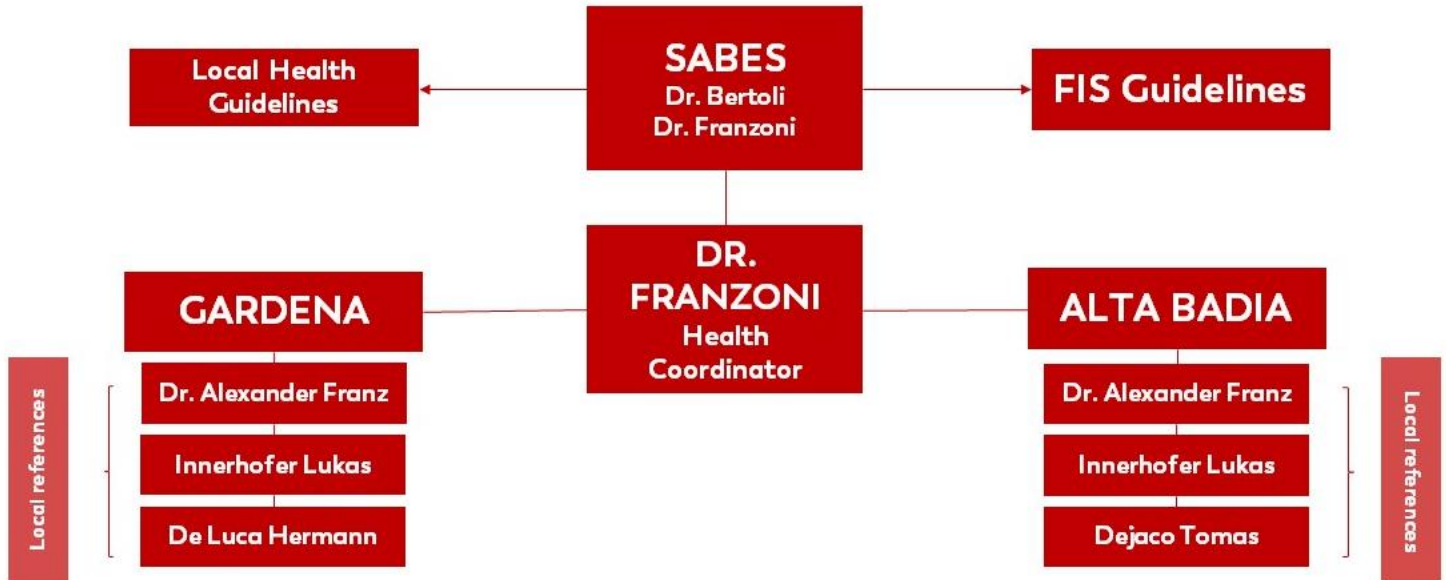 Local Health
Guidelines
SABES
Dr. Bertoli
Dr. Franzoni
FIS Guidelines
DR.
FRANZONI
Health
Coordinator
GARDENA
Dr. Alexander Franz
Innerhofer Lukas
De Luca Hermann
Local references
ALTA BADIA
Dr. Alexander Franz
Innerhofer Lukas
Dejaco Tomas
Local references